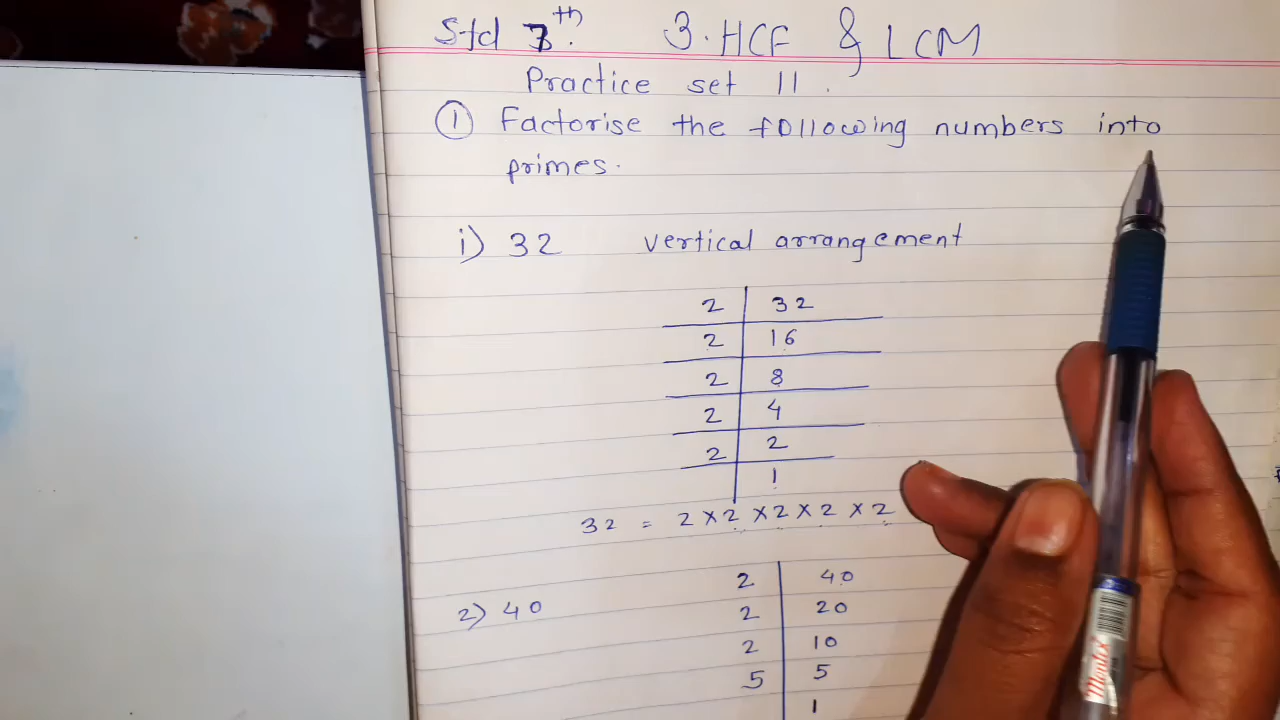 Std 7th. 3. HCF & LCM
Practice set 11.
① Factorise the following numbers into
primes.
i) 32 vertical arrangement
2 | 32
2 | 16
2 | 8
2 | 4
2 | 2
| 1
32 = 2 × 2 × 2 × 2 × 2
2 | 40
2) 40 2 | 20
2 | 10
5 | 5
| 1
Montex